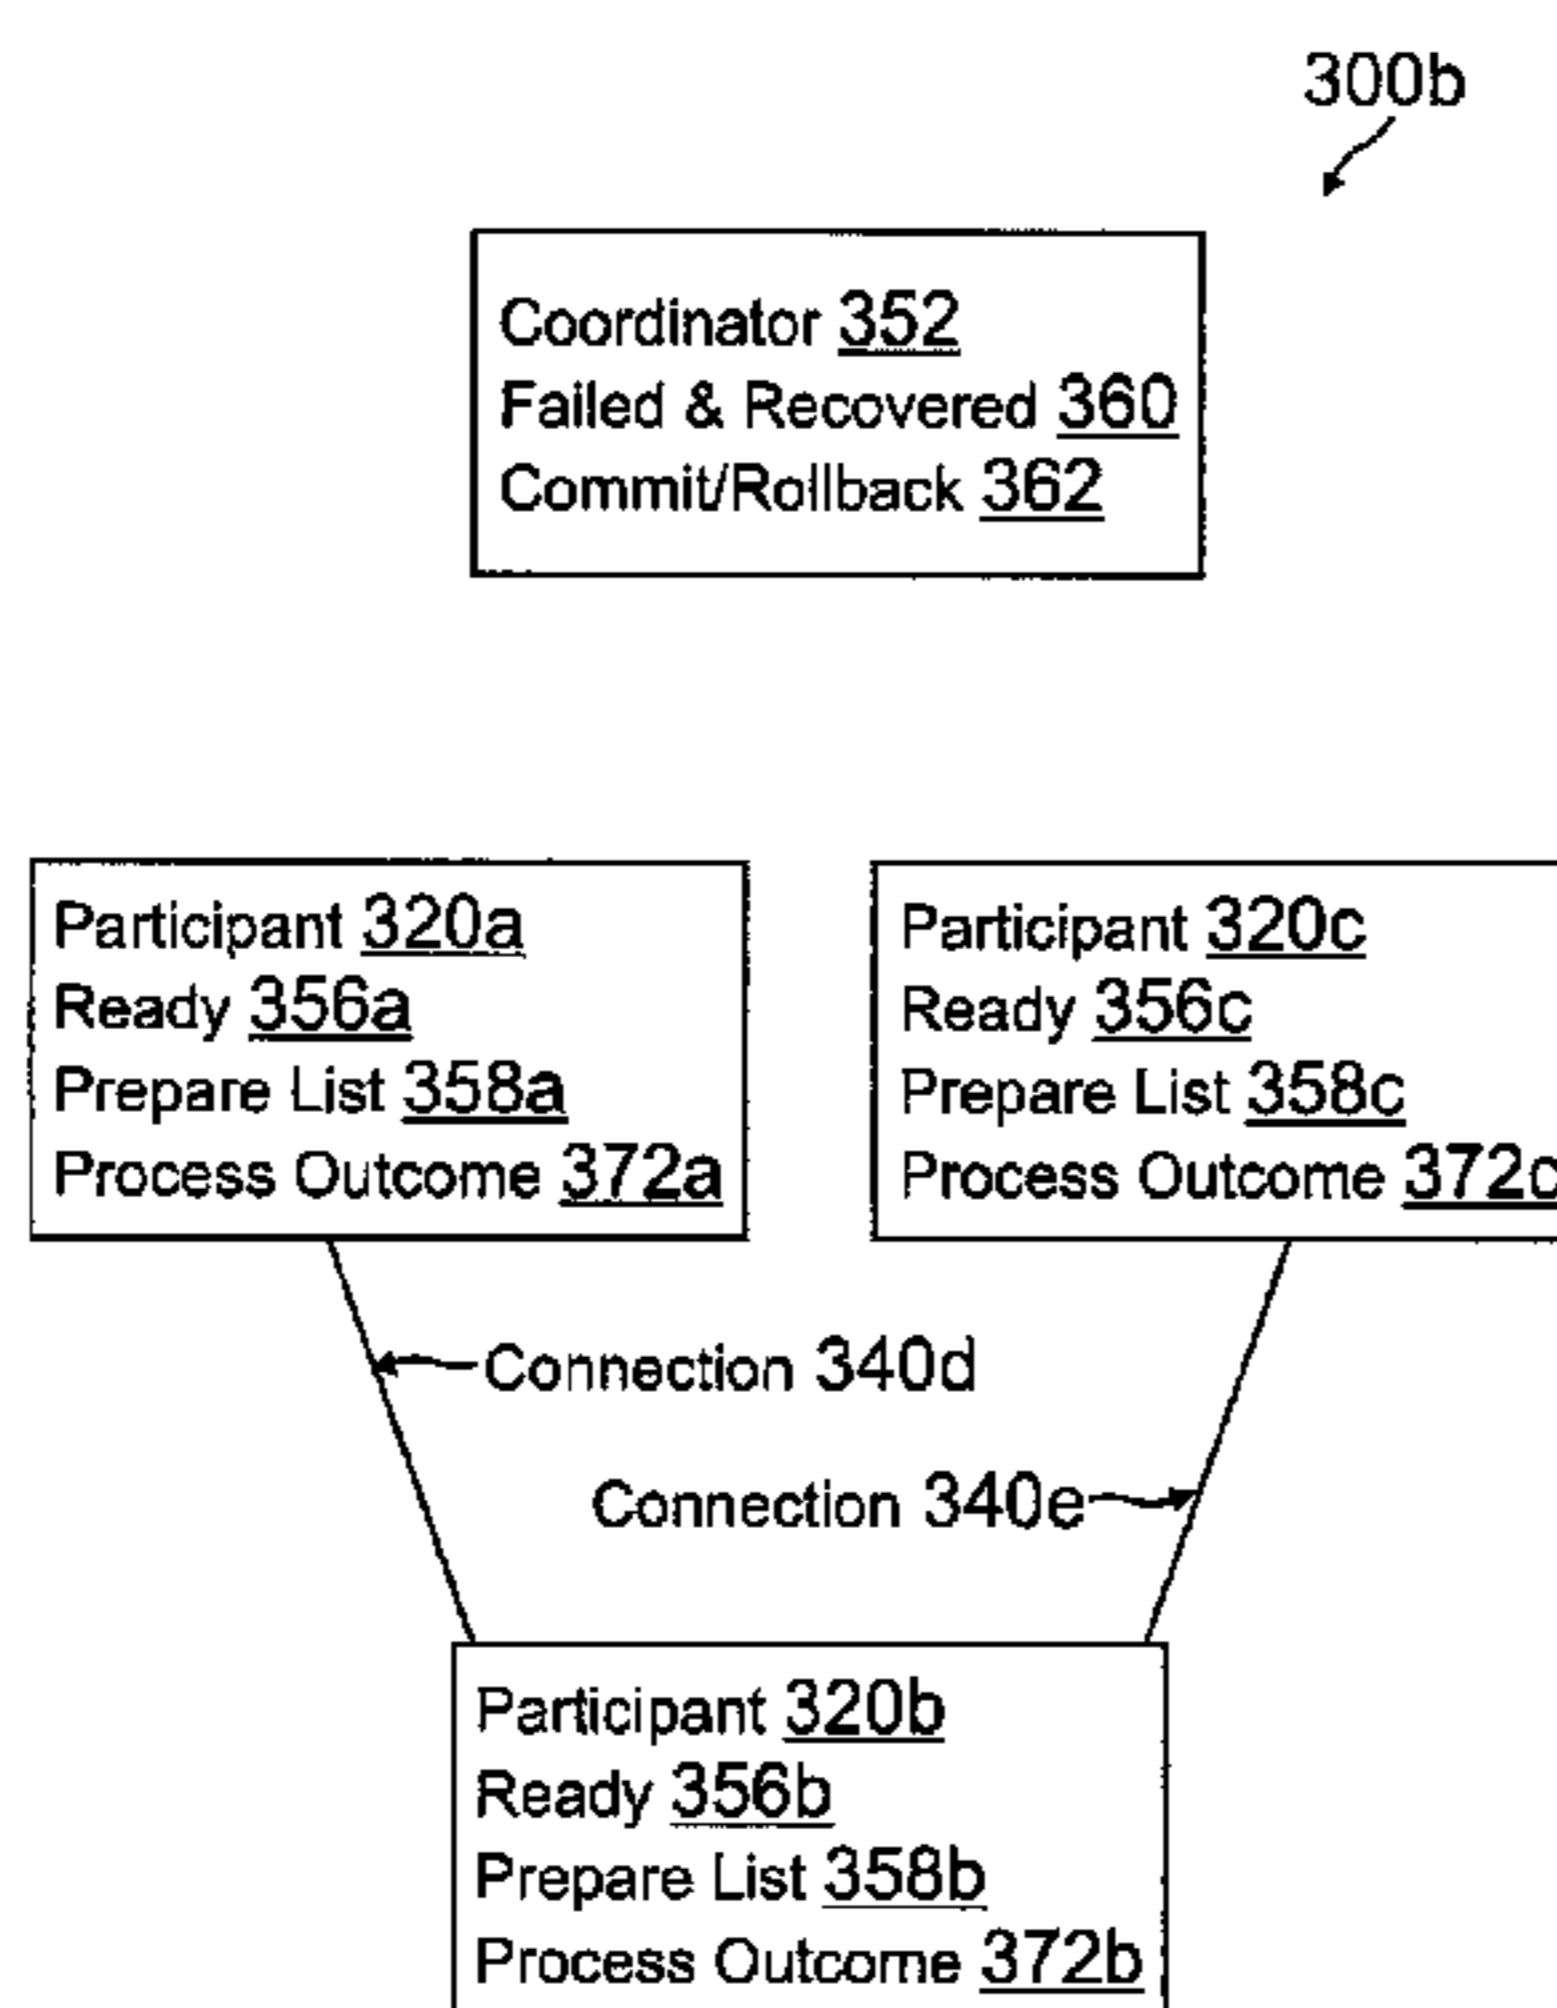 300b
Coordinator 352
Failed & Recovered 360
Commit/Rollback 362
Participant 320a
Ready 356a
Prepare List 358a
Process Outcome 372a
Participant 320c
Ready 356c
Prepare List 358c
Process Outcome 372c
Connection 340d
Connection 340e
Participant 320b
Ready 356b
Prepare List 358b
Process Outcome 372b